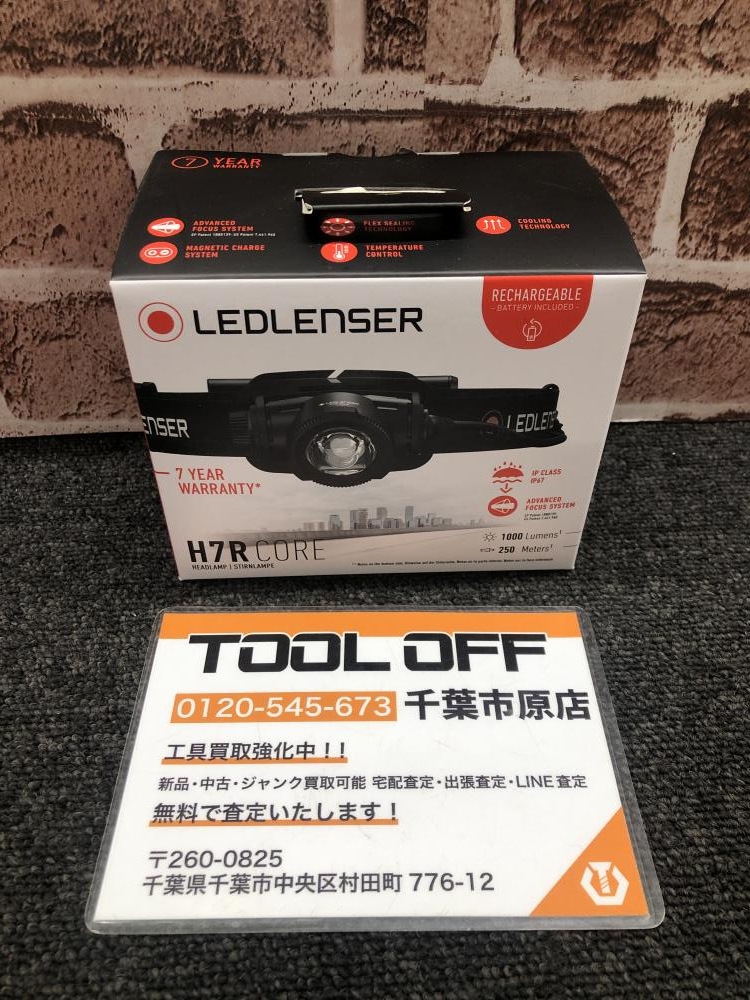 7 YEAR
WARRANTY
ADVANCED
FOCUS SYSTEM
FLEX SEALING
TECHNOLOGY
COOLING
TECHNOLOGY
MAGNETIC CHARGE
SYSTEM
TEMPERATURE
CONTROL
LEDLENSER
RECHARGEABLE
– BATTERY INCLUDED –
ENSER
LEDLENS
7 YEAR
WARRANTY*
IP CLASS
IP67
ADVANCED
FOCUS SYSTEM
H7R CORE
HEADLAMP | STIRNLAMPE
1000 Lumens¹
250 Meters¹
TOOL OFF
0120-545-673 千葉市原店
工具買取強化中！！
新品・中古・ジャンク買取可能 宅配査定・出張査定・LINE査定
無料で査定いたします！
〒260-0825
千葉県千葉市中央区村田町 776-12